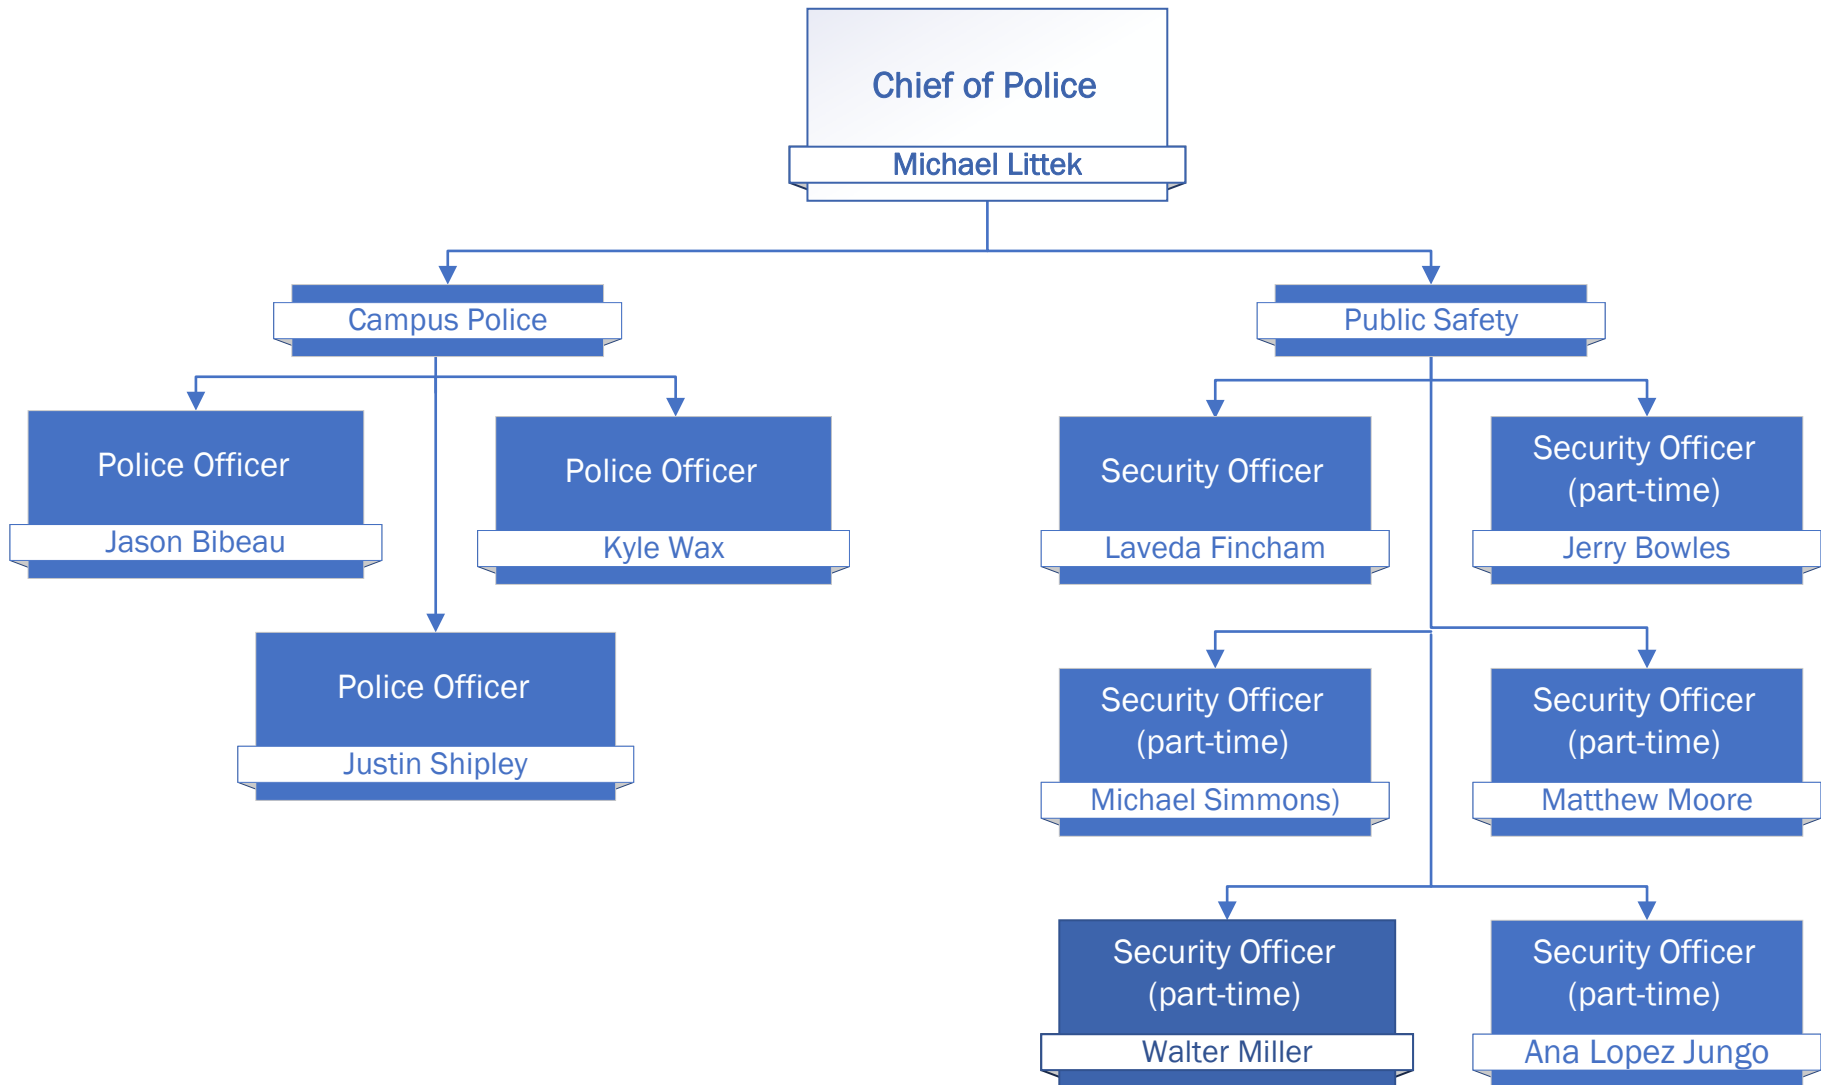 Chief of Police
Michael Littek
Campus Police
Public Safety
Police Officer
Jason Bibeau
Police Officer
Kyle Wax
Police Officer
Justin Shipley
Security Officer
Laveda Fincham
Security Officer
(part-time)
Jerry Bowles
Security Officer
(part-time)
Michael Simmons)
Security Officer
(part-time)
Matthew Moore
Security Officer
(part-time)
Walter Miller
Security Officer
(part-time)
Ana Lopez Jungo